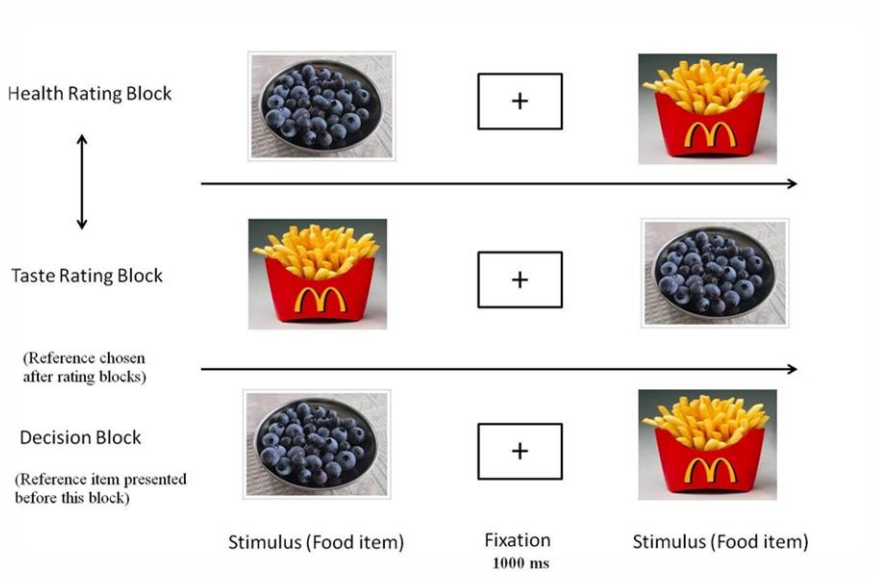 Health Rating Block
+
Taste Rating Block
+
(Reference chosen
after rating blocks)
Decision Block
+
(Reference item presented
before this block)
Stimulus (Food item)
Fixation
1000 ms
Stimulus (Food item)